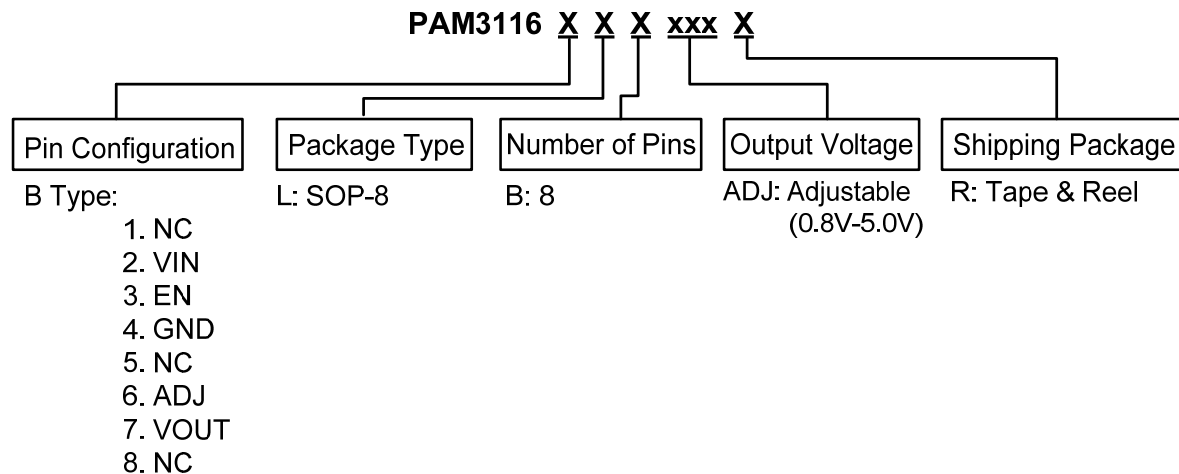 PAM3116 X X X xxx X
Pin Configuration
Package Type
Number of Pins
Output Voltage
Shipping Package
B Type:
1. NC
2. VIN
3. EN
4. GND
5. NC
6. ADJ
7. VOUT
8. NC
L: SOP-8
B: 8
ADJ: Adjustable
(0.8V-5.0V)
R: Tape & Reel